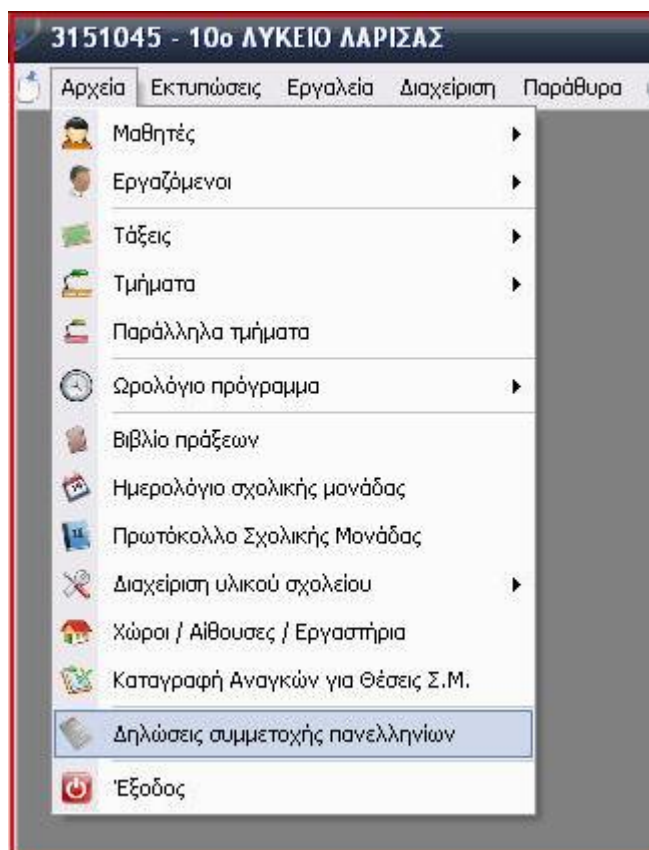 3151045 - 10ο ΛΥΚΕΙΟ ΛΑΡΙΣΑΣ
Αρχεία Εκτυπώσεις Εργαλεία Διαχείριση Παράθυρα
Μαθητές
Εργαζόμενοι
Τάξεις
Τμήματα
Παράλληλα τμήματα
Ωρολόγιο πρόγραμμα
Βιβλίο πράξεων
Ημερολόγιο σχολικής μονάδας
Πρωτόκολλο Σχολικής Μονάδας
Διαχείριση υλικού σχολείου
Χώροι / Αίθουσες / Εργαστήρια
Καταγραφή Αναγκών για Θέσεις Σ.Μ.
Δηλώσεις συμμετοχής πανελληνίων
Έξοδος